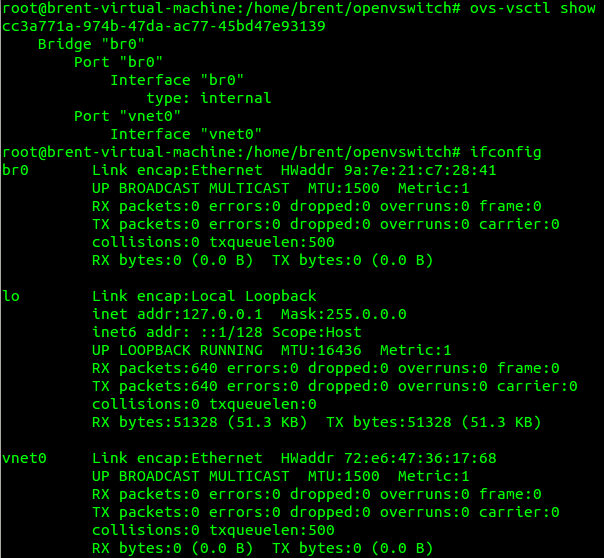 root@brent-virtual-machine:/home/brent/openvswitch# ovs-vsctl show
cc3a771a-974b-47da-ac77-45bd47e93139
    Bridge "br0"
        Port "br0"
            Interface "br0"
                type: internal
        Port "vnet0"
            Interface "vnet0"
root@brent-virtual-machine:/home/brent/openvswitch# ifconfig
br0       Link encap:Ethernet  HWaddr 9a:7e:21:c7:28:41
          UP BROADCAST MULTICAST  MTU:1500  Metric:1
          RX packets:0 errors:0 dropped:0 overruns:0 frame:0
          TX packets:0 errors:0 dropped:0 overruns:0 carrier:0
          collisions:0 txqueuelen:500
          RX bytes:0 (0.0 B)  TX bytes:0 (0.0 B)

lo        Link encap:Local Loopback
          inet addr:127.0.0.1  Mask:255.0.0.0
          inet6 addr: ::1/128 Scope:Host
          UP LOOPBACK RUNNING  MTU:16436  Metric:1
          RX packets:640 errors:0 dropped:0 overruns:0 frame:0
          TX packets:640 errors:0 dropped:0 overruns:0 carrier:0
          collisions:0 txqueuelen:0
          RX bytes:51328 (51.3 KB)  TX bytes:51328 (51.3 KB)

vnet0     Link encap:Ethernet  HWaddr 72:e6:47:36:17:68
          UP BROADCAST MULTICAST  MTU:1500  Metric:1
          RX packets:0 errors:0 dropped:0 overruns:0 frame:0
          TX packets:0 errors:0 dropped:0 overruns:0 carrier:0
          collisions:0 txqueuelen:500
          RX bytes:0 (0.0 B)  TX bytes:0 (0.0 B)